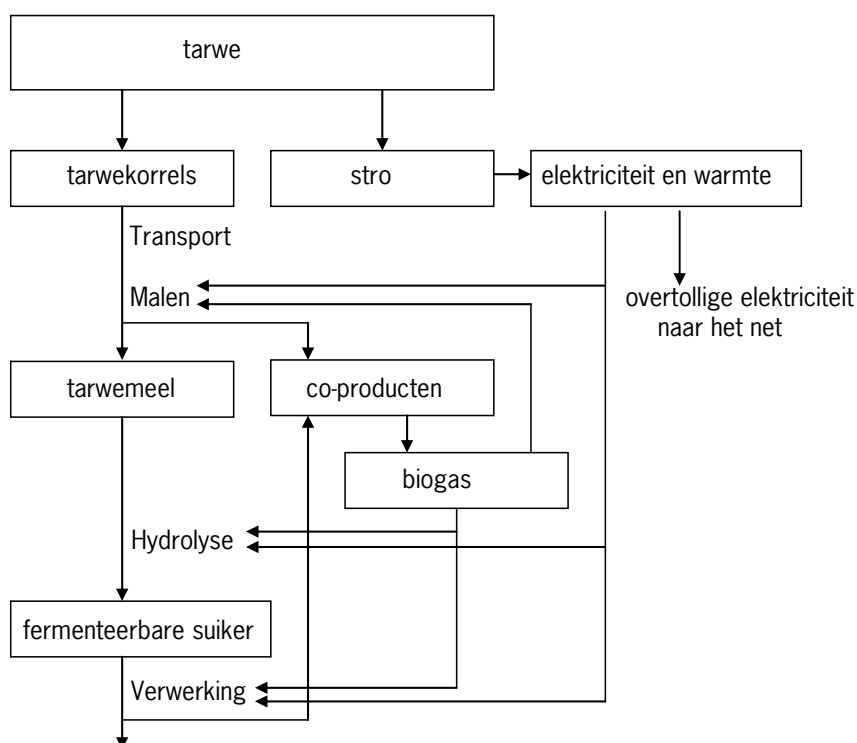 tarwe
tarwekorrels
stro
elektriciteit en warmte
Transport
Malen
overtollige elektriciteit
naar het net
tarwemeel
co-producten
biogas
Hydrolyse
fermenteerbare suiker
Verwerking